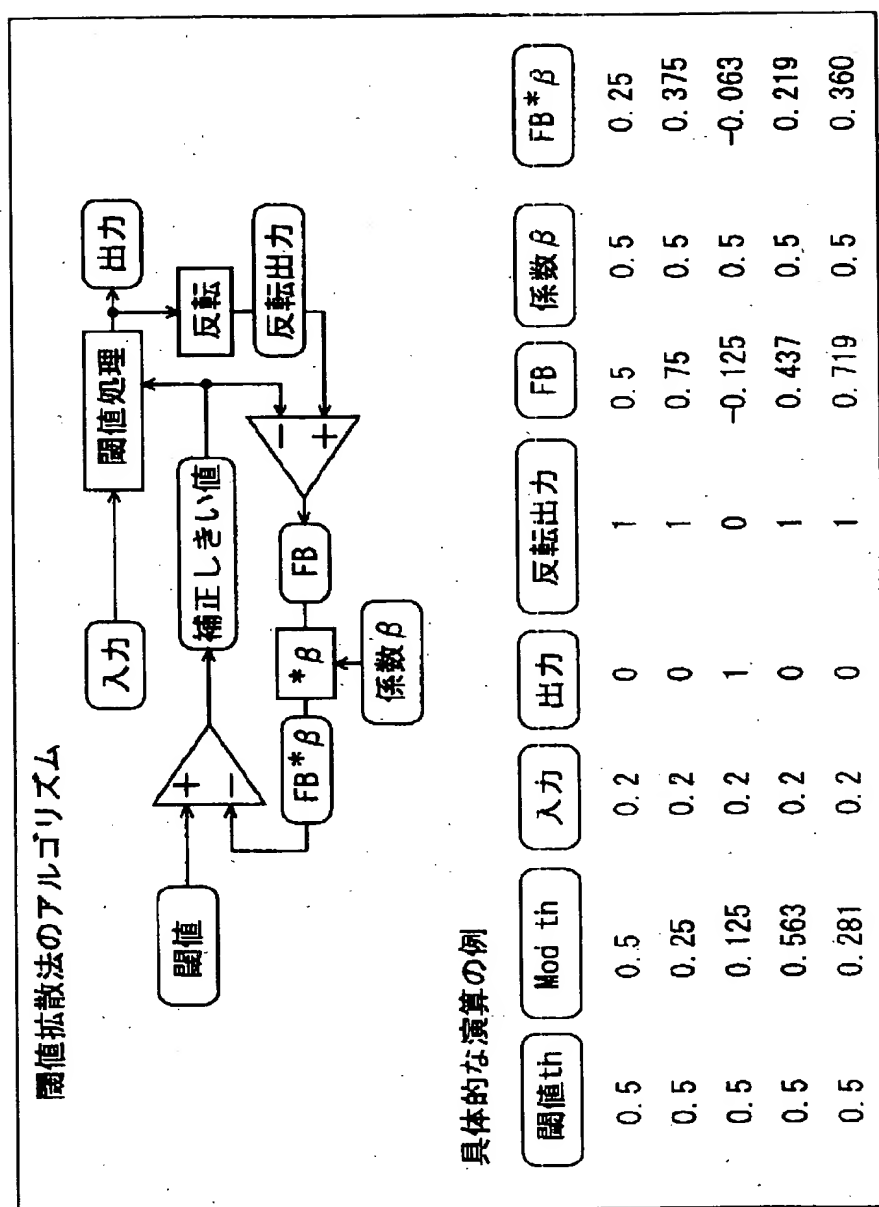 閾値拡散法のアルゴリズム
入力
閾値処理
出力
閾値
+
−
補正しきい値
反転
反転出力
−
+
FB
*β
FB*β
係数β
具体的な演算の例
閾値th Mod th 入力 出力 反転出力 FB 係数β FB*β
0.5 0.5 0.2 0 1 0.5 0.5 0.25
0.5 0.25 0.2 0 1 0.75 0.5 0.375
0.5 0.125 0.2 1 0 -0.125 0.5 -0.063
0.5 0.563 0.2 0 1 0.437 0.5 0.219
0.5 0.281 0.2 0 1 0.719 0.5 0.360